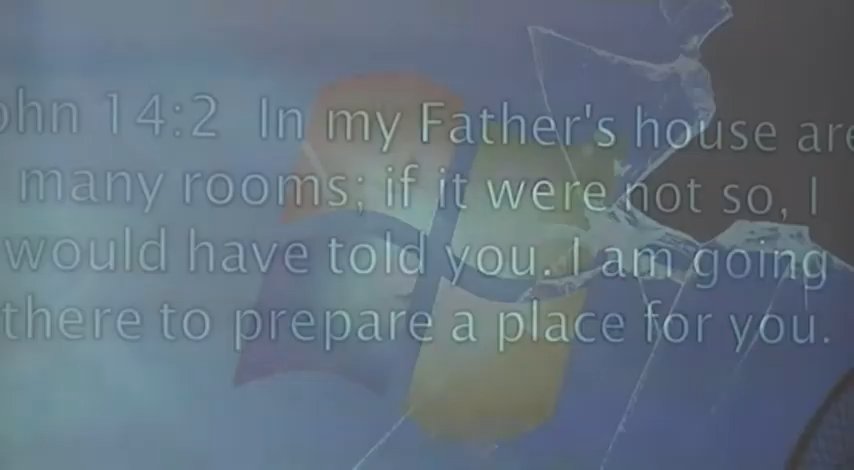 ohn 14:2 In my Father's house are
many rooms; if it were not so, I
would have told you. I am going
there to prepare a place for you.